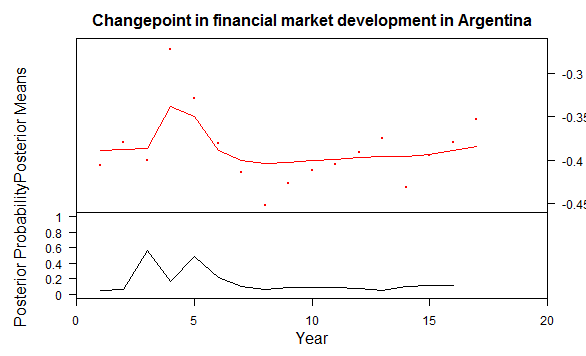 Changepoint in financial market development in Argentina
Posterior Means
-0.3
-0.35
-0.4
-0.45
Posterior Probability
1
0.8
0.6
0.4
0.2
0
0 5 10 15 20
Year